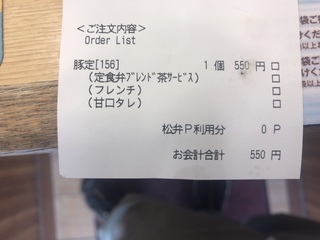 ＜ご注文内容＞
Order List
豚定[156] 1 個 550 円 □
(定食弁ﾌﾞﾚﾝﾄﾞ茶ｻｰﾋﾞｽ) □
(フレンチ) □
(甘口タレ) □
松弁Ｐ利用分 0 P
お会計合計 550 円